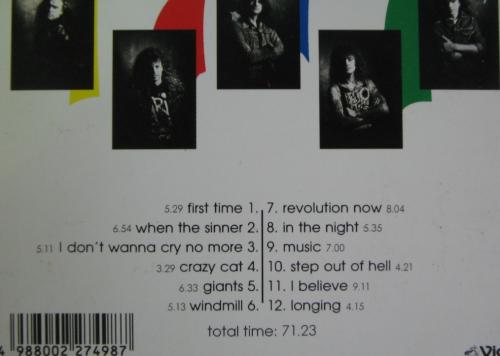 5.29 first time 1. 7. revolution now 8.04
6.54 when the sinner 2. 8. in the night 5.35
5.11 I don't wanna cry no more 3. 9. music 7.00
3.29 crazy cat 4. 10. step out of hell 4.21
6.33 giants 5. 11. I believe 9.11
5.13 windmill 6. 12. longing 4.15
total time: 71.23
4 988002 274987